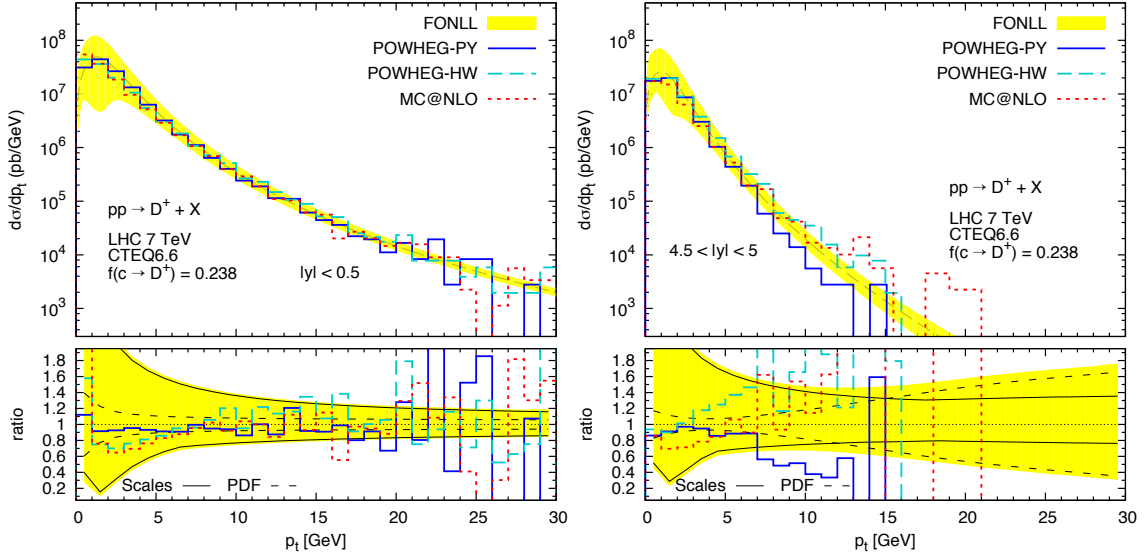 FONLL
POWHEG-PY
POWHEG-HW
MC@NLO
dσ/dp_t (pb/GeV)
10^8
10^7
10^6
10^5
10^4
10^3
pp → D^+ + X
LHC 7 TeV
CTEQ6.6
f(c → D^+) = 0.238
|y| < 0.5
ratio
1.8
1.6
1.4
1.2
1
0.8
0.6
0.4
0.2
Scales
PDF
0 5 10 15 20 25 30
p_t [GeV]
FONLL
POWHEG-PY
POWHEG-HW
MC@NLO
dσ/dp_t (pb/GeV)
10^8
10^7
10^6
10^5
10^4
10^3
pp → D^+ + X
LHC 7 TeV
CTEQ6.6
f(c → D^+) = 0.238
4.5 < |y| < 5
ratio
1.8
1.6
1.4
1.2
1
0.8
0.6
0.4
0.2
Scales
PDF
0 5 10 15 20 25 30
p_t [GeV]